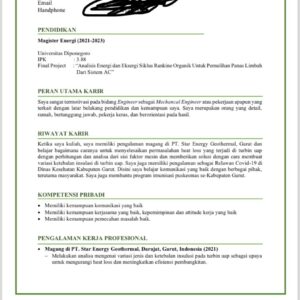 Email
Handphone
PENDIDIKAN
Magister Energi (2021-2023)
Universitas Diponegoro
IPK : 3.88
Final Project : "Analisis Energi dan Eksergi Siklus Rankine Organik Untuk Pemulihan Panas Limbah
Dari Sistem AC"
PERAN UTAMA KARIR
Saya sangat termotivasi pada bidang Engineer sebagai Mechanical Engineer atau pekerjaan apapun yang
terkait dengan latar belakang pendidikan dan kemampuan saya. Saya merupakan orang yang detail,
ramah, bertanggung jawab, pekerja keras, dan berorientasi pada hasil.
RIWAYAT KARIR
Ketika saya kuliah, saya memiliki pengalaman magang di PT. Star Energy Geothermal, Garut dan
belajar bagaimana caranya untuk menyelesaikan permasalahan heat loss yang terjadi di turbin uap
dengan perhitungan dan analisa dari variasi faktor mesin dan memberikan solusi dengan cara membuat
variasi ketebalan insulation pada turbin uap. Saya juga memiliki pengalaman sebagai Relawan Covid-19 di
Dinas Kesehatan Kabupaten Garut. Disini saya belajar komunikasi yang baik dengan berbagai pihak,
terutama masyarakat. Saya juga membantu program imunisasi puskesmas se-Kabupaten Garut.
KOMPETENSI PRIBADI
• Memiliki kemampuan komunikasi yang baik.
• Memiliki kemampuan kerjasama yang baik, kepemimpinan dan attitude kerja yang baik.
• Memiliki kemampuan pemecahan masalah.
PENGALAMAN KERJA PROFESIONAL
• Magang di PT. Star Energy Geothermal, Darajat, Garut, Indonesia (2021)
– Melakukan analisa mengenai variasi jenis dan ketebalan insulasi pada turbin uap sebagai upaya
untuk mengurangi heat loss dan meningkatkan efisiensi pembangkitan.